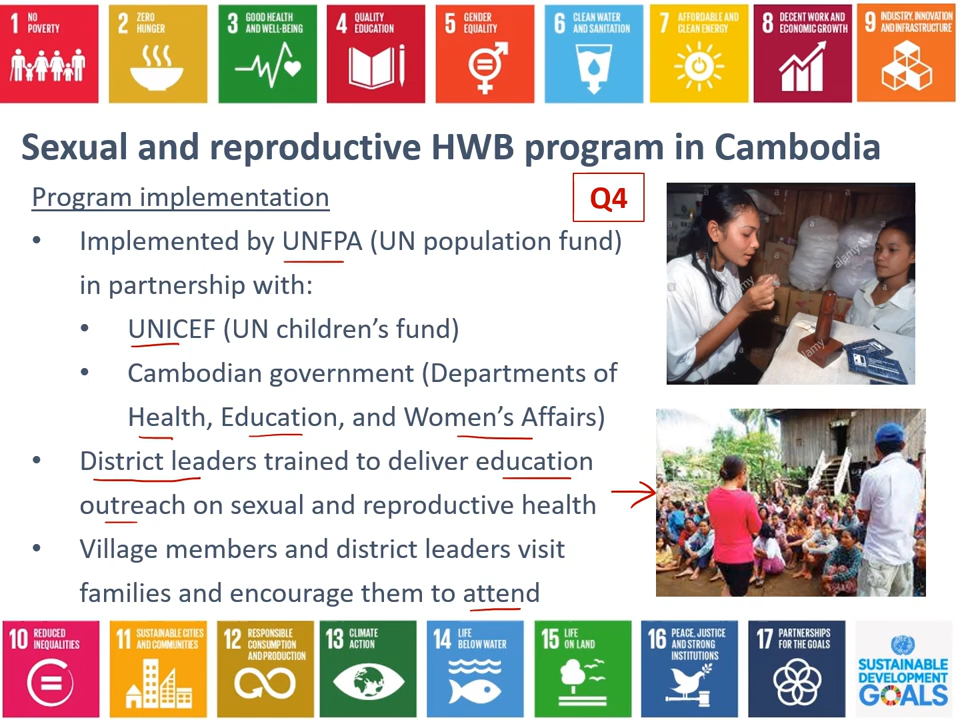 1 NO POVERTY
2 ZERO HUNGER
3 GOOD HEALTH AND WELL-BEING
4 QUALITY EDUCATION
5 GENDER EQUALITY
6 CLEAN WATER AND SANITATION
7 AFFORDABLE AND CLEAN ENERGY
8 DECENT WORK AND ECONOMIC GROWTH
9 INDUSTRY, INNOVATION AND INFRASTRUCTURE
Sexual and reproductive HWB program in Cambodia
Program implementation
Q4
• Implemented by UNFPA (UN population fund)
in partnership with:
• UNICEF (UN children's fund)
• Cambodian government (Departments of
Health, Education, and Women's Affairs)
• District leaders trained to deliver education
outreach on sexual and reproductive health
• Village members and district leaders visit
families and encourage them to attend
a
alamy
a
alamy
10 REDUCED INEQUALITIES
11 SUSTAINABLE CITIES AND COMMUNITIES
12 RESPONSIBLE CONSUMPTION AND PRODUCTION
13 CLIMATE ACTION
14 LIFE BELOW WATER
15 LIFE ON LAND
16 PEACE, JUSTICE AND STRONG INSTITUTIONS
17 PARTNERSHIPS FOR THE GOALS
SUSTAINABLE
DEVELOPMENT
GOALS